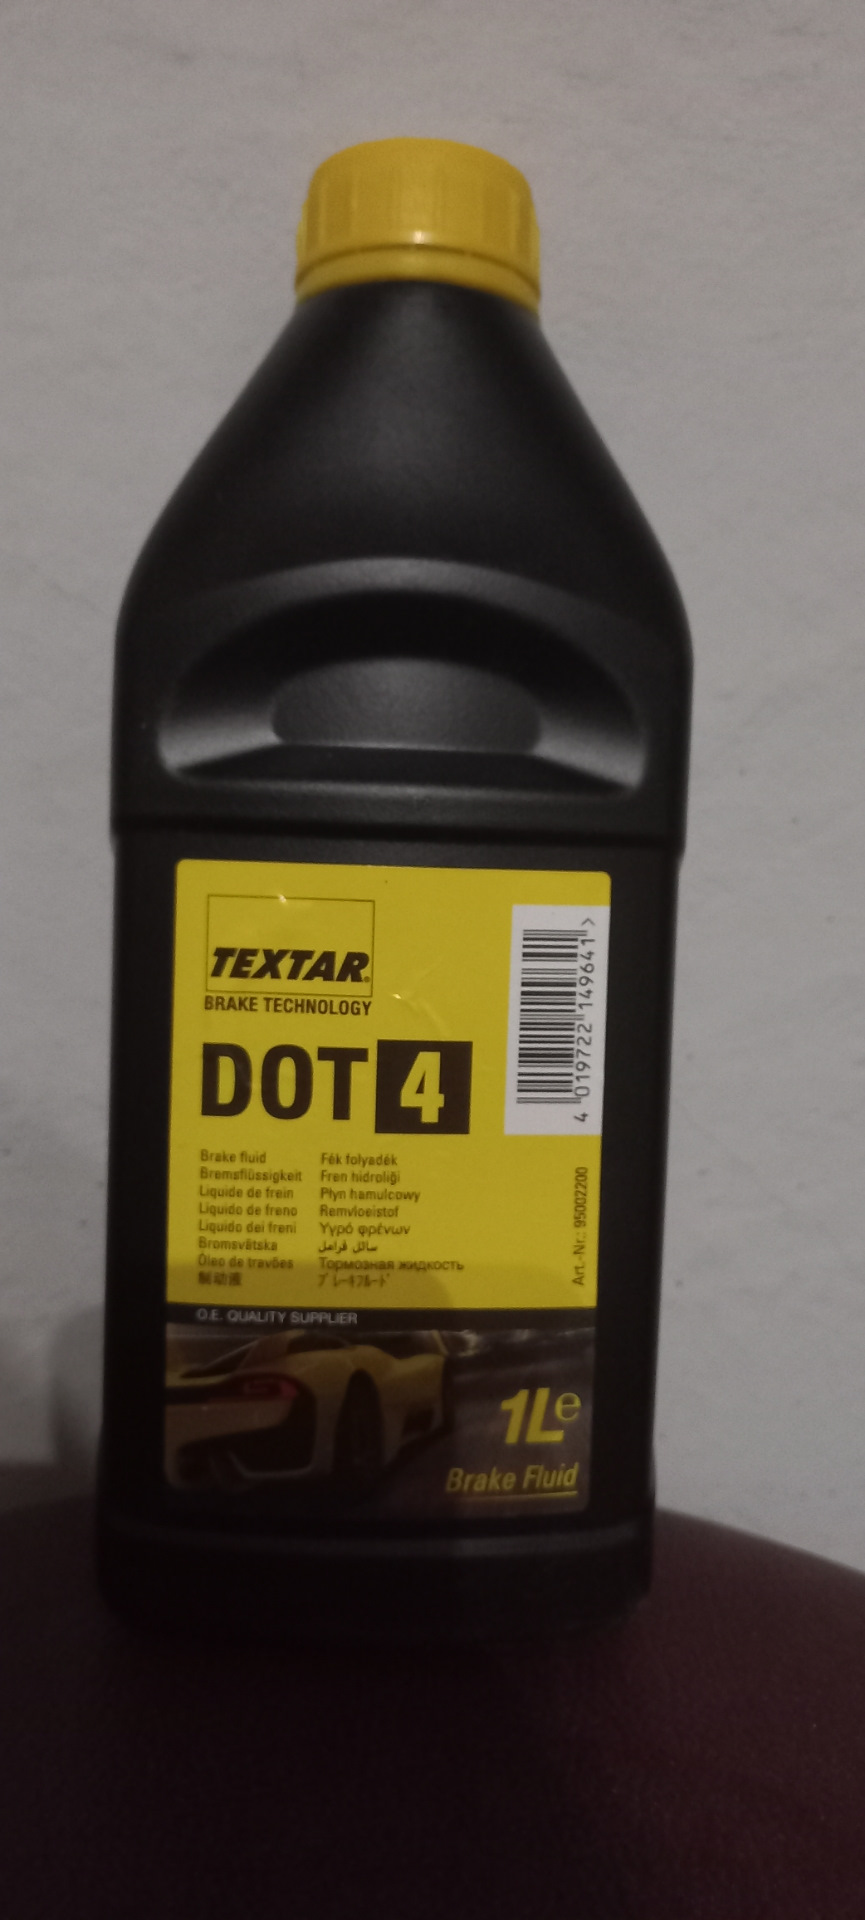 TEXTAR®
BRAKE TECHNOLOGY
DOT 4
4 019722 149641 >
Brake fluid
Bremsflüssigkeit
Liquide de frein
Liquido de freno
Liquido dei freni
Bromsvätska
Óleo de travões
制动液
Fék folyadék
Fren hidroliği
Płyn hamulcowy
Remvloeistof
Υγρό φρένων
سائل فرامل
Тормозная жидкость
ブレーキフルード
Art.-Nr.: 95002200
O.E. QUALITY SUPPLIER
1L e
Brake Fluid